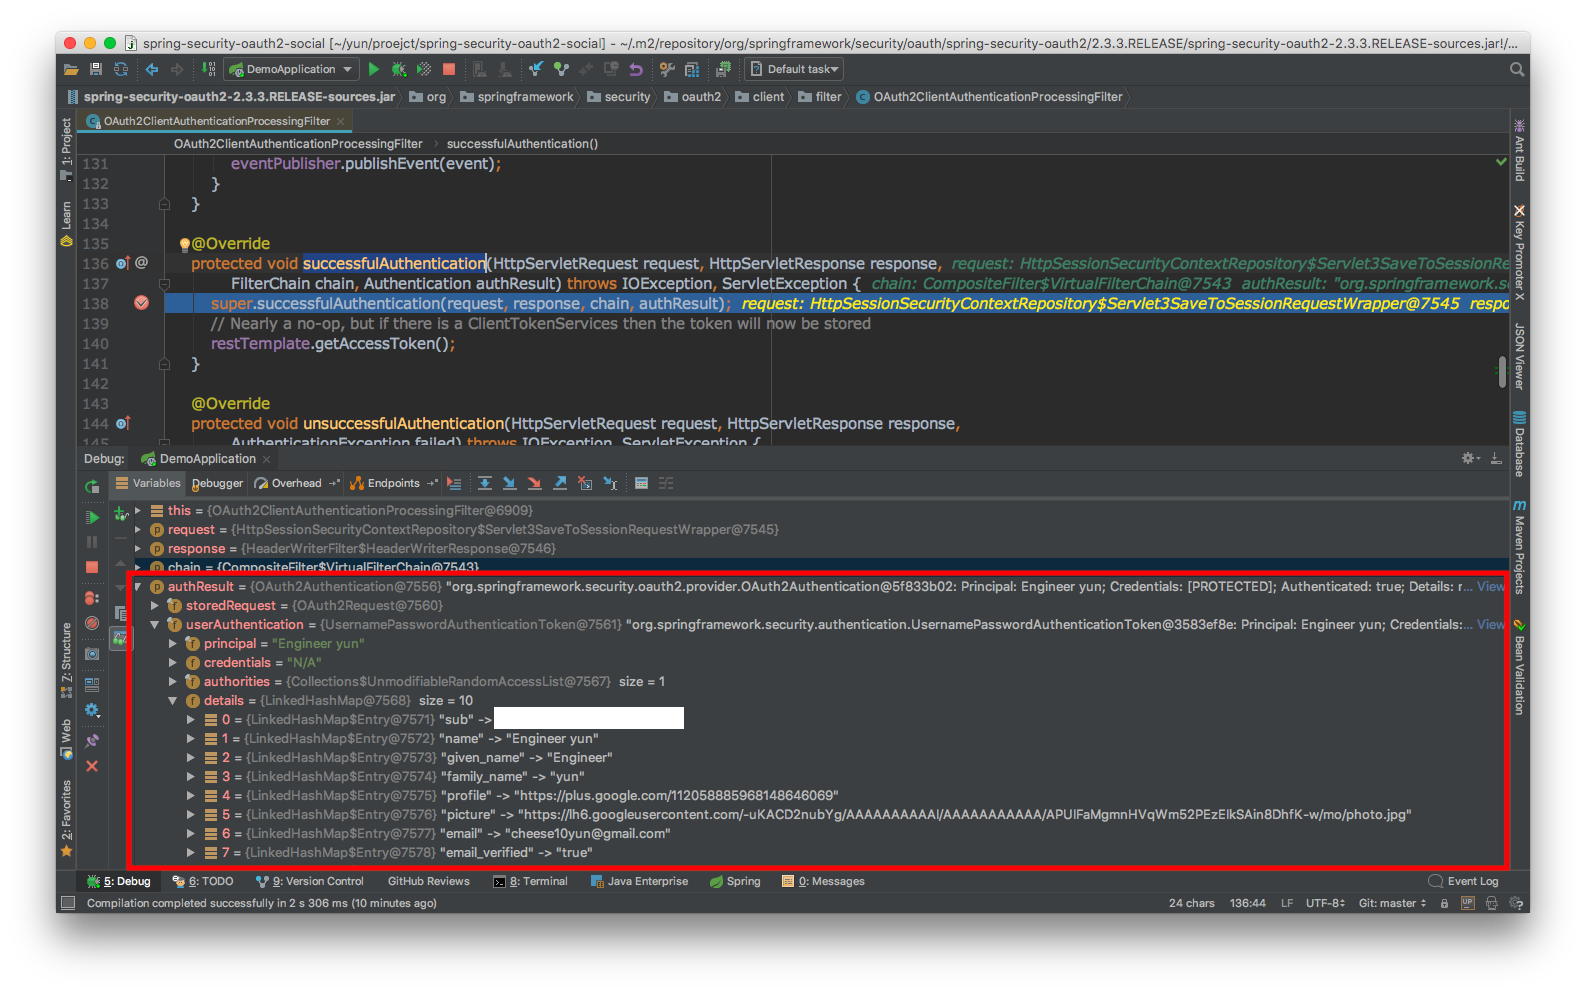 spring-security-oauth2-social [~/yun/proejct/spring-security-oauth2-social] - ~/.m2/repository/org/springframework/security/oauth/spring-security-oauth2/2.3.3.RELEASE/spring-security-oauth2-2.3.3.RELEASE-sources.jar!/...
DemoApplication
Default task
spring-security-oauth2-2.3.3.RELEASE-sources.jar org springframework security oauth2 client filter OAuth2ClientAuthenticationProcessingFilter
OAuth2ClientAuthenticationProcessingFilter
OAuth2ClientAuthenticationProcessingFilter successfulAuthentication()
131 eventPublisher.publishEvent(event);
132 }
133 }
134
135 @Override
136 protected void successfulAuthentication(HttpServletRequest request, HttpServletResponse response, request: HttpSessionSecurityContextRepository$Servlet3SaveToSessionRe
137 FilterChain chain, Authentication authResult) throws IOException, ServletException { chain: CompositeFilter$VirtualFilterChain@7543 authResult: "org.springframework.s
138 super.successfulAuthentication(request, response, chain, authResult); request: HttpSessionSecurityContextRepository$Servlet3SaveToSessionRequestWrapper@7545 respo
139 // Nearly a no-op, but if there is a ClientTokenServices then the token will now be stored
140 restTemplate.getAccessToken();
141 }
142
143 @Override
144 protected void unsuccessfulAuthentication(HttpServletRequest request, HttpServletResponse response,
145 AuthenticationException failed) throws IOException, ServletException {
Debug: DemoApplication
Variables Debugger Overhead Endpoints
this = {OAuth2ClientAuthenticationProcessingFilter@6909}
request = {HttpSessionSecurityContextRepository$Servlet3SaveToSessionRequestWrapper@7545}
response = {HeaderWriterFilter$HeaderWriterResponse@7546}
chain = {CompositeFilter$VirtualFilterChain@7543}
authResult = {OAuth2Authentication@7556} "org.springframework.security.oauth2.provider.OAuth2Authentication@5f833b02: Principal: Engineer yun; Credentials: [PROTECTED]; Authenticated: true; Details: r... View
storedRequest = {OAuth2Request@7560}
userAuthentication = {UsernamePasswordAuthenticationToken@7561} "org.springframework.security.authentication.UsernamePasswordAuthenticationToken@3583ef8e: Principal: Engineer yun; Credentials:... View
principal = "Engineer yun"
credentials = "N/A"
authorities = {Collections$UnmodifiableRandomAccessList@7567} size = 1
details = {LinkedHashMap@7568} size = 10
0 = {LinkedHashMap$Entry@7571} "sub" ->
1 = {LinkedHashMap$Entry@7572} "name" -> "Engineer yun"
2 = {LinkedHashMap$Entry@7573} "given_name" -> "Engineer"
3 = {LinkedHashMap$Entry@7574} "family_name" -> "yun"
4 = {LinkedHashMap$Entry@7575} "profile" -> "https://plus.google.com/112058885968148646069"
5 = {LinkedHashMap$Entry@7576} "picture" -> "https://lh6.googleusercontent.com/-uKACD2nubYg/AAAAAAAAAAI/AAAAAAAAAAA/APUIFaMgmnHVqWm52PEzEIkSAin8DhfK-w/mo/photo.jpg"
6 = {LinkedHashMap$Entry@7577} "email" -> "cheese10yun@gmail.com"
7 = {LinkedHashMap$Entry@7578} "email_verified" -> "true"
5: Debug 6: TODO 9: Version Control GitHub Reviews 8: Terminal Java Enterprise Spring 0: Messages Event Log
Compilation completed successfully in 2 s 306 ms (10 minutes ago) 24 chars 136:44 LF UTF-8 Git: master
1: Project
Learn
Z: Structure
Web
2: Favorites
Ant Build
Key Promoter X
JSON Viewer
Database
Maven Projects
Bean Validation